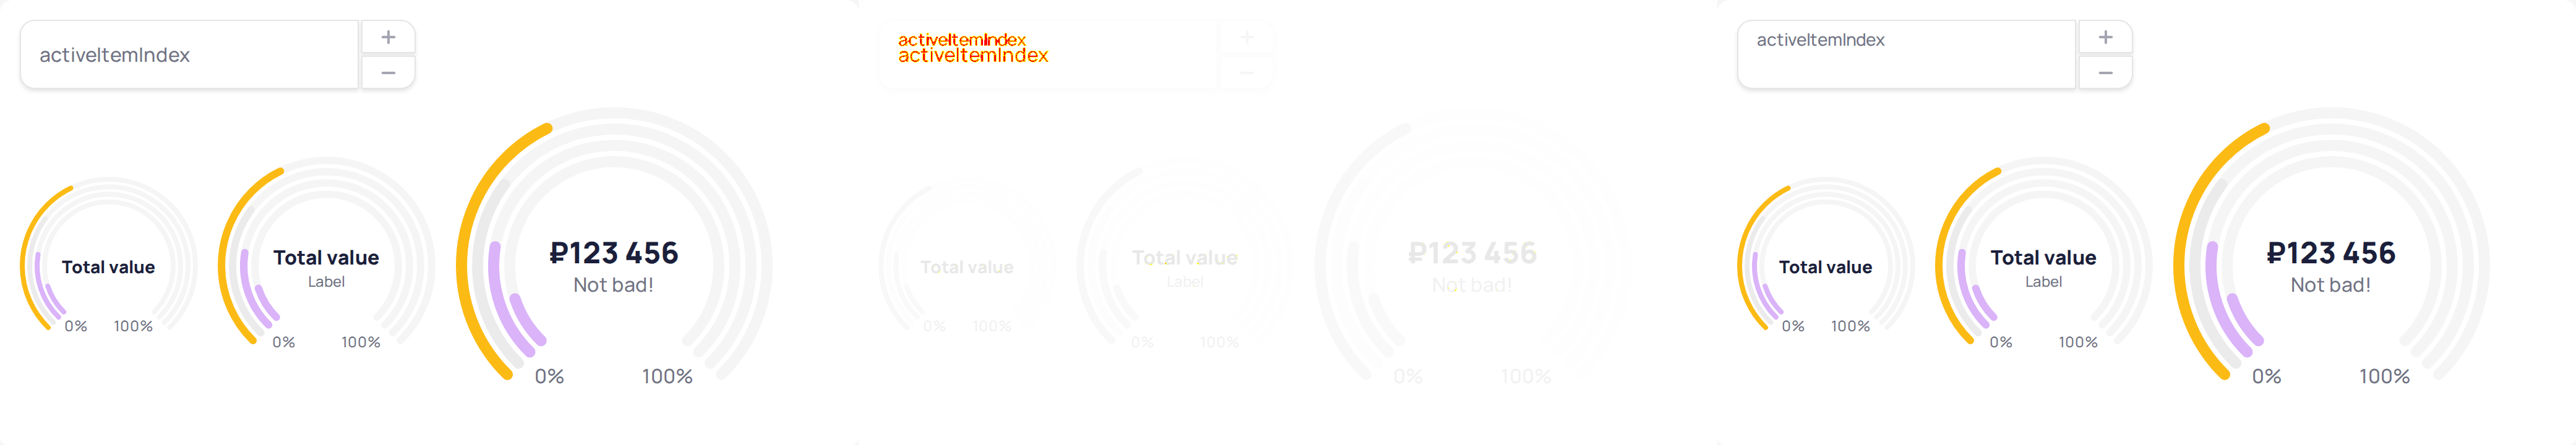 activeItemIndex
+
−
Total value
0% 100%
Total value
Label
0% 100%
₽123 456
Not bad!
0% 100%
activeItemIndex
activeItemIndex
+
−
Total value
0% 100%
Total value
Label
0% 100%
₽123 456
Not bad!
0% 100%
activeItemIndex
+
−
Total value
0% 100%
Total value
Label
0% 100%
₽123 456
Not bad!
0% 100%